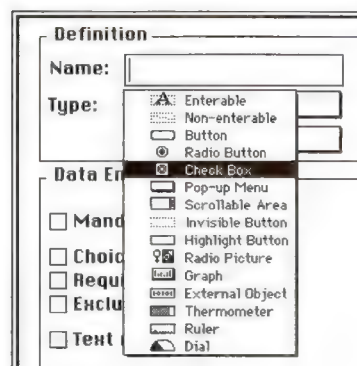 Definition
Name:
Type:
Enterable
Non-enterable
Button
Radio Button
Check Box
Pop-up Menu
Scrollable Area
Invisible Button
Highlight Button
Radio Picture
Graph
External Object
Thermometer
Ruler
Dial
Data En
Mand
Choic
Requi
Exclu
Text